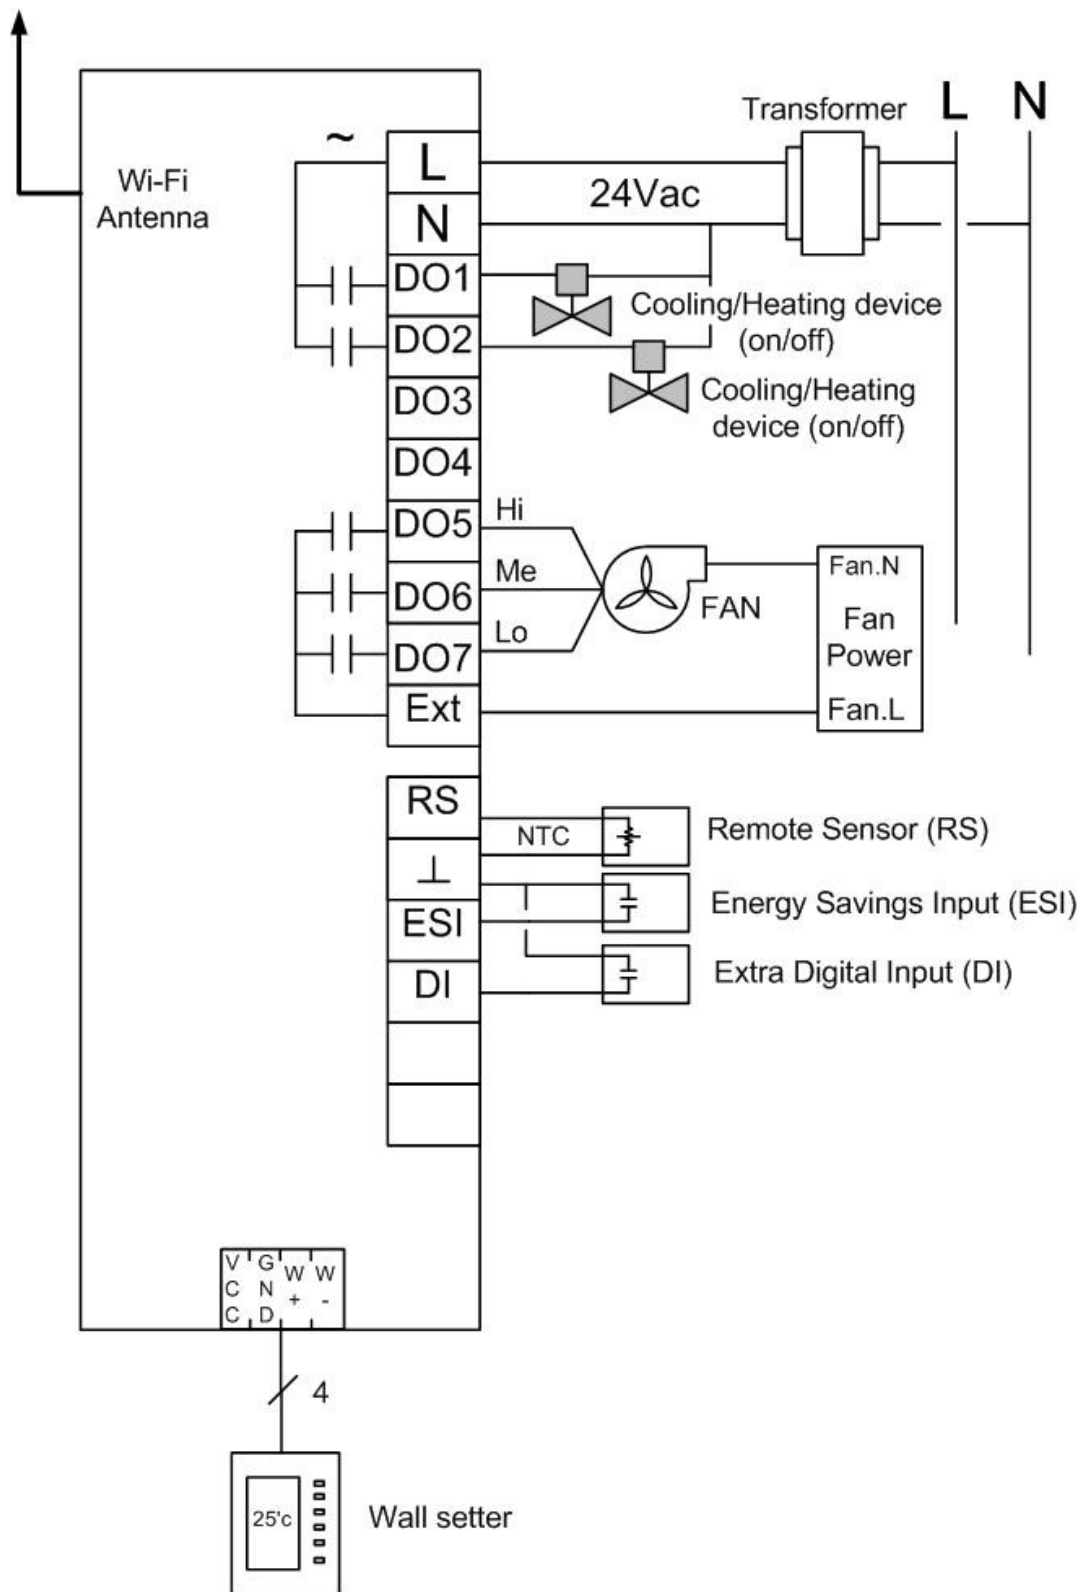 Transformer
L
N
~
L
Wi-Fi
Antenna
24Vac
N
DO1
Cooling/Heating device
(on/off)
DO2
Cooling/Heating
device (on/off)
DO3
DO4
DO5
Hi
Fan.N
DO6
Me
FAN
Fan
Power
DO7
Lo
Ext
Fan.L
RS
NTC
Remote Sensor (RS)
⊥
ESI
Energy Savings Input (ESI)
DI
Extra Digital Input (DI)
VCC
GND
W+
W-
4
25'c
Wall setter